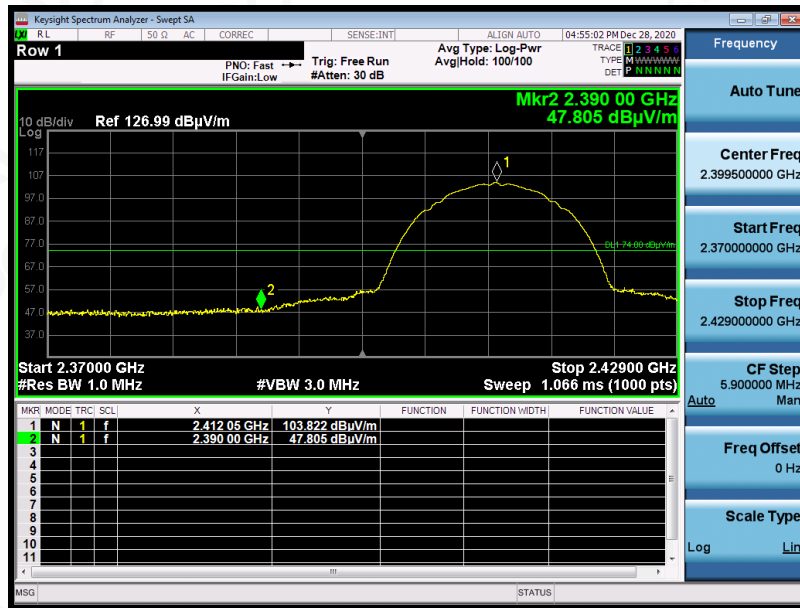 Keysight Spectrum Analyzer - Swept SA
LXI RL RF 50 Ω AC CORREC SENSE:INT ALIGN AUTO 04:55:02 PM Dec 28, 2020
Row 1
PNO: Fast
IFGain:Low
Trig: Free Run
#Atten: 30 dB
Avg Type: Log-Pwr
Avg|Hold: 100/100
TRACE 1 2 3 4 5 6
TYPE M WWWWW
DET P N N N N N
Mkr2 2.390 00 GHz
47.805 dBµV/m
10 dB/div Ref 126.99 dBµV/m
Log
117
107
97.0
87.0
77.0
67.0
57.0
47.0
37.0
1
2
DL1 74.00 dBµV/m
Start 2.37000 GHz Stop 2.42900 GHz
#Res BW 1.0 MHz #VBW 3.0 MHz Sweep 1.066 ms (1000 pts)
MKR MODE TRC SCL X Y FUNCTION FUNCTION WIDTH FUNCTION VALUE
1 N 1 f 2.412 05 GHz 103.822 dBµV/m
2 N 1 f 2.390 00 GHz 47.805 dBµV/m
3
4
5
6
7
8
9
10
11
MSG STATUS
Frequency
Auto Tune
Center Freq
2.399500000 GHz
Start Freq
2.370000000 GHz
Stop Freq
2.429000000 GHz
CF Step
5.900000 MHz
Auto Man
Freq Offset
0 Hz
Scale Type
Log Lin